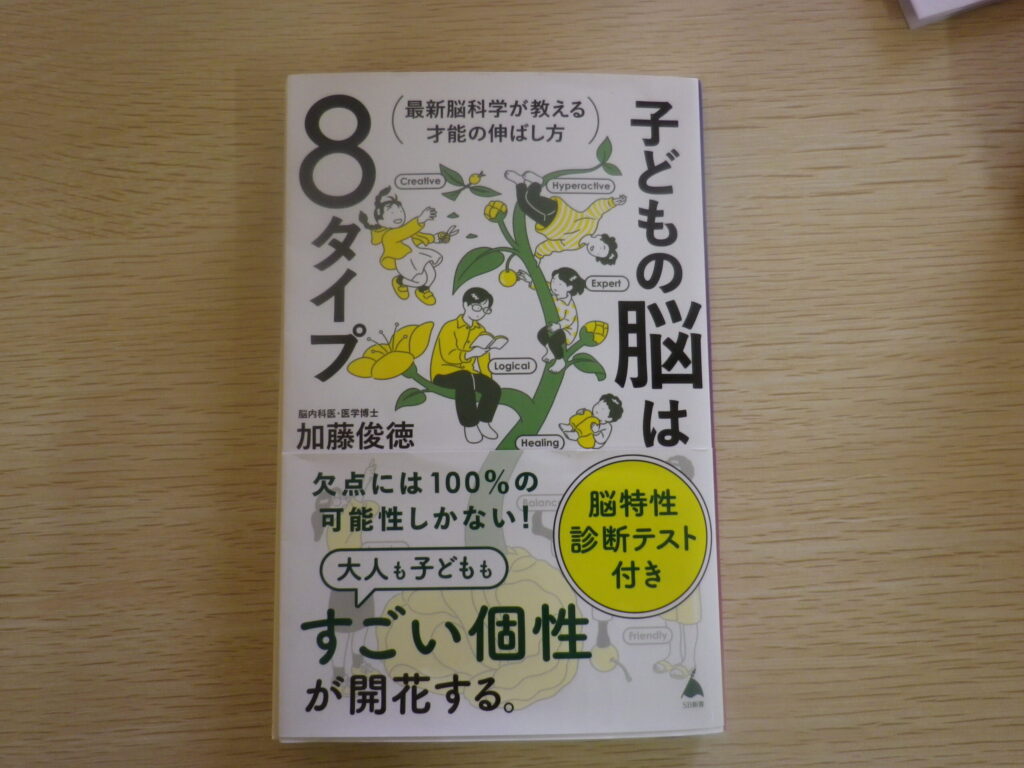 子どもの脳は
8タイプ
最新脳科学が教える
才能の伸ばし方
Creative
Hyperactive
Expert
Logical
Healing
脳内科医・医学博士
加藤俊徳
欠点には100%の
可能性しかない!
脳特性
診断テスト
付き
大人も子どもも
すごい個性
が開花する。
Friendly
SB新書